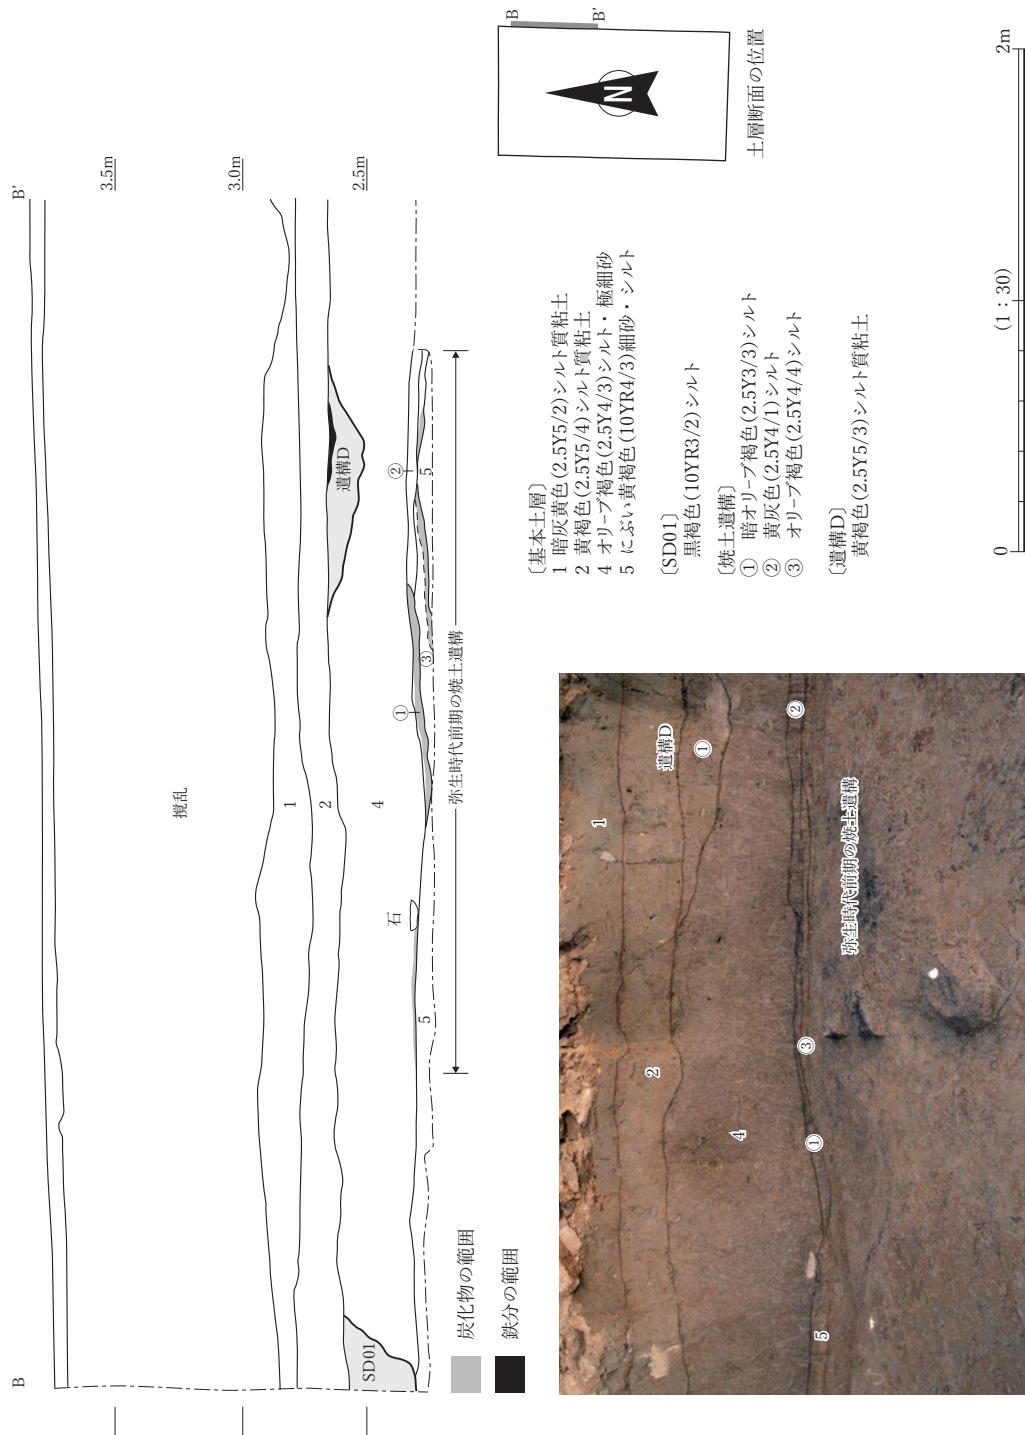 B
B'
3.5m
3.0m
2.5m
撹乱
1
2
4
5
5
SD01
遺構D
石
①
②
③
弥生時代前期の焼土遺構
炭化物の範囲
鉄分の範囲
B
B'
N
土層断面の位置
〔基本土層〕
1 暗灰黄色(2.5Y5/2)シルト質粘土
2 黄褐色(2.5Y5/4)シルト質粘土
4 オリーブ褐色(2.5Y4/3)シルト・極細砂
5 にぶい黄褐色(10YR4/3)細砂・シルト
〔SD01〕
黒褐色(10YR3/2)シルト
〔焼土遺構〕
① 暗オリーブ褐色(2.5Y3/3)シルト
② 黄灰色(2.5Y4/1)シルト
③ オリーブ褐色(2.5Y4/4)シルト
〔遺構D〕
黄褐色(2.5Y5/3)シルト質粘土
1
遺構D
①
2
4
②
③
①
5
弥生時代前期の焼土遺構
0
(1：30)
2m